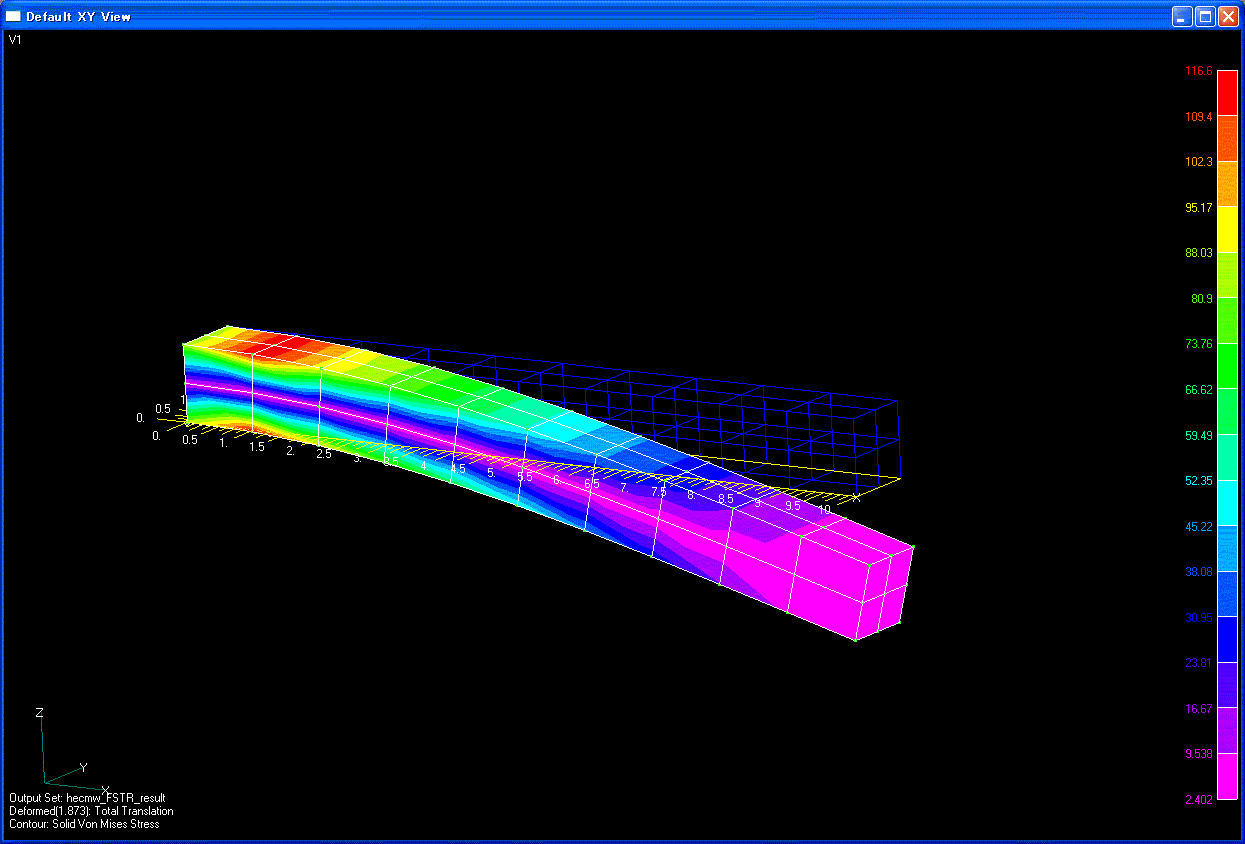 Default XY View
V1
116.6
109.4
102.3
95.17
88.03
80.9
73.76
66.62
59.49
52.35
45.22
38.08
30.95
23.81
16.67
9.538
2.402
0. 0.5 1
0. 0.5 1. 1.5 2. 2.5 3. 3.5 4. 4.5 5. 5.5 6. 6.5 7. 7.5 8. 8.5 9. 9.5 10.
X
Z
Y
X
Output Set: hecmw_FSTR_result
Deformed(1.873): Total Translation
Contour: Solid Von Mises Stress